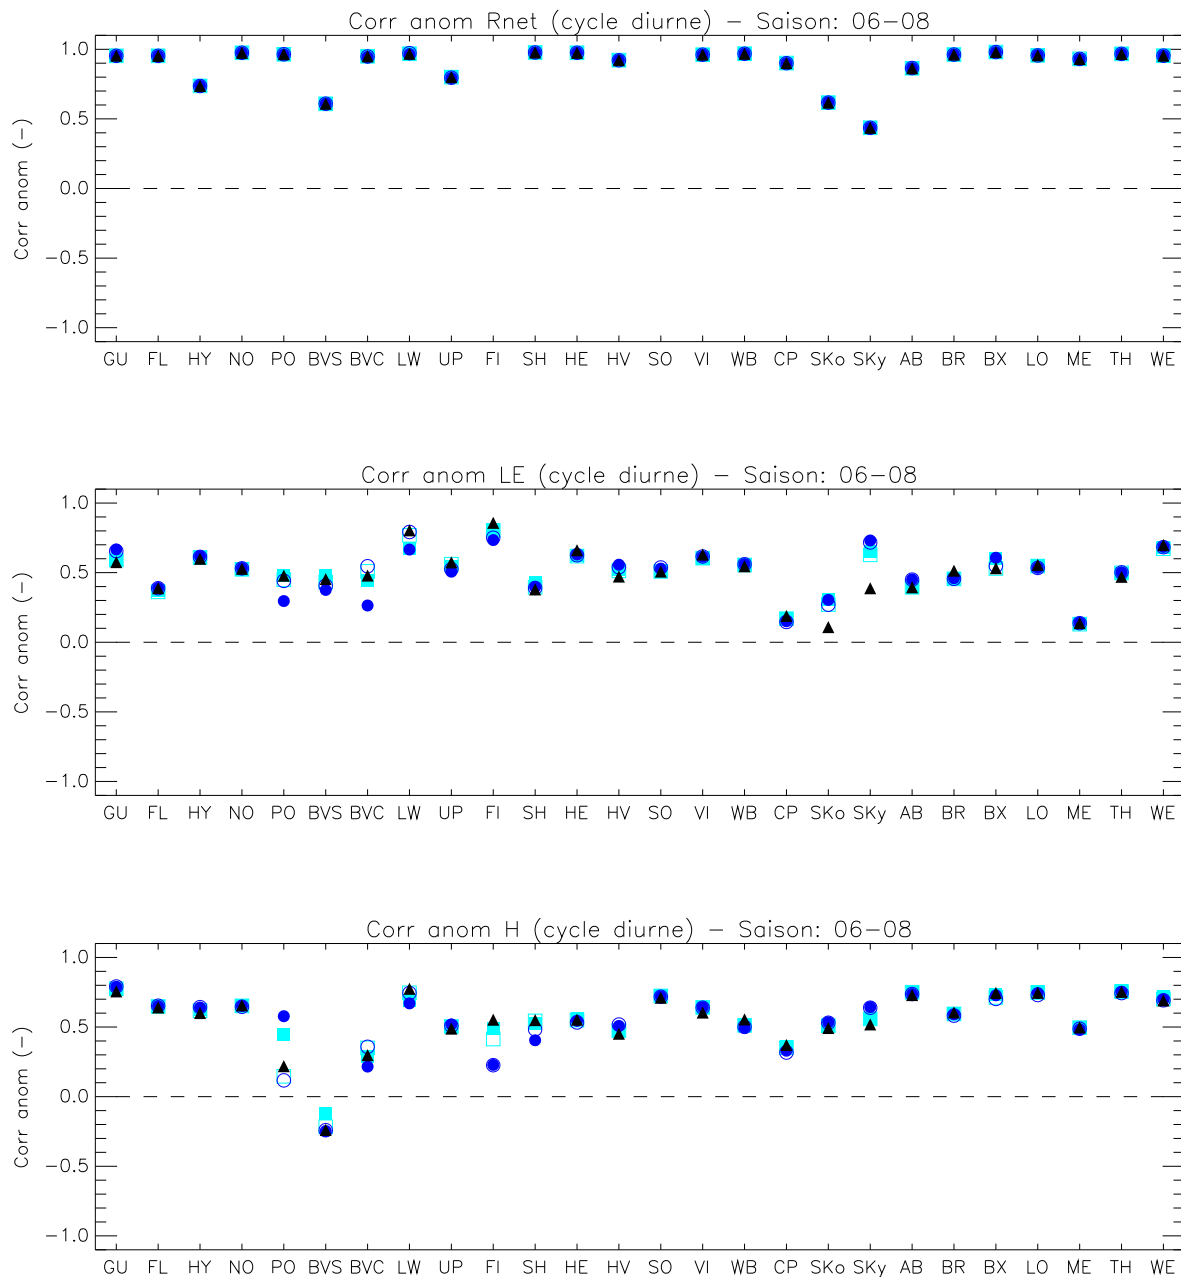 Corr anom Rnet (cycle diurne) – Saison: 06–08
Corr anom (–)
1.0
0.5
0.0
–0.5
–1.0
GU FL HY NO PO BVS BVC LW UP FI SH HE HV SO VI WB CP SKo SKy AB BR BX LO ME TH WE
Corr anom LE (cycle diurne) – Saison: 06–08
Corr anom (–)
1.0
0.5
0.0
–0.5
–1.0
GU FL HY NO PO BVS BVC LW UP FI SH HE HV SO VI WB CP SKo SKy AB BR BX LO ME TH WE
Corr anom H (cycle diurne) – Saison: 06–08
Corr anom (–)
1.0
0.5
0.0
–0.5
–1.0
GU FL HY NO PO BVS BVC LW UP FI SH HE HV SO VI WB CP SKo SKy AB BR BX LO ME TH WE